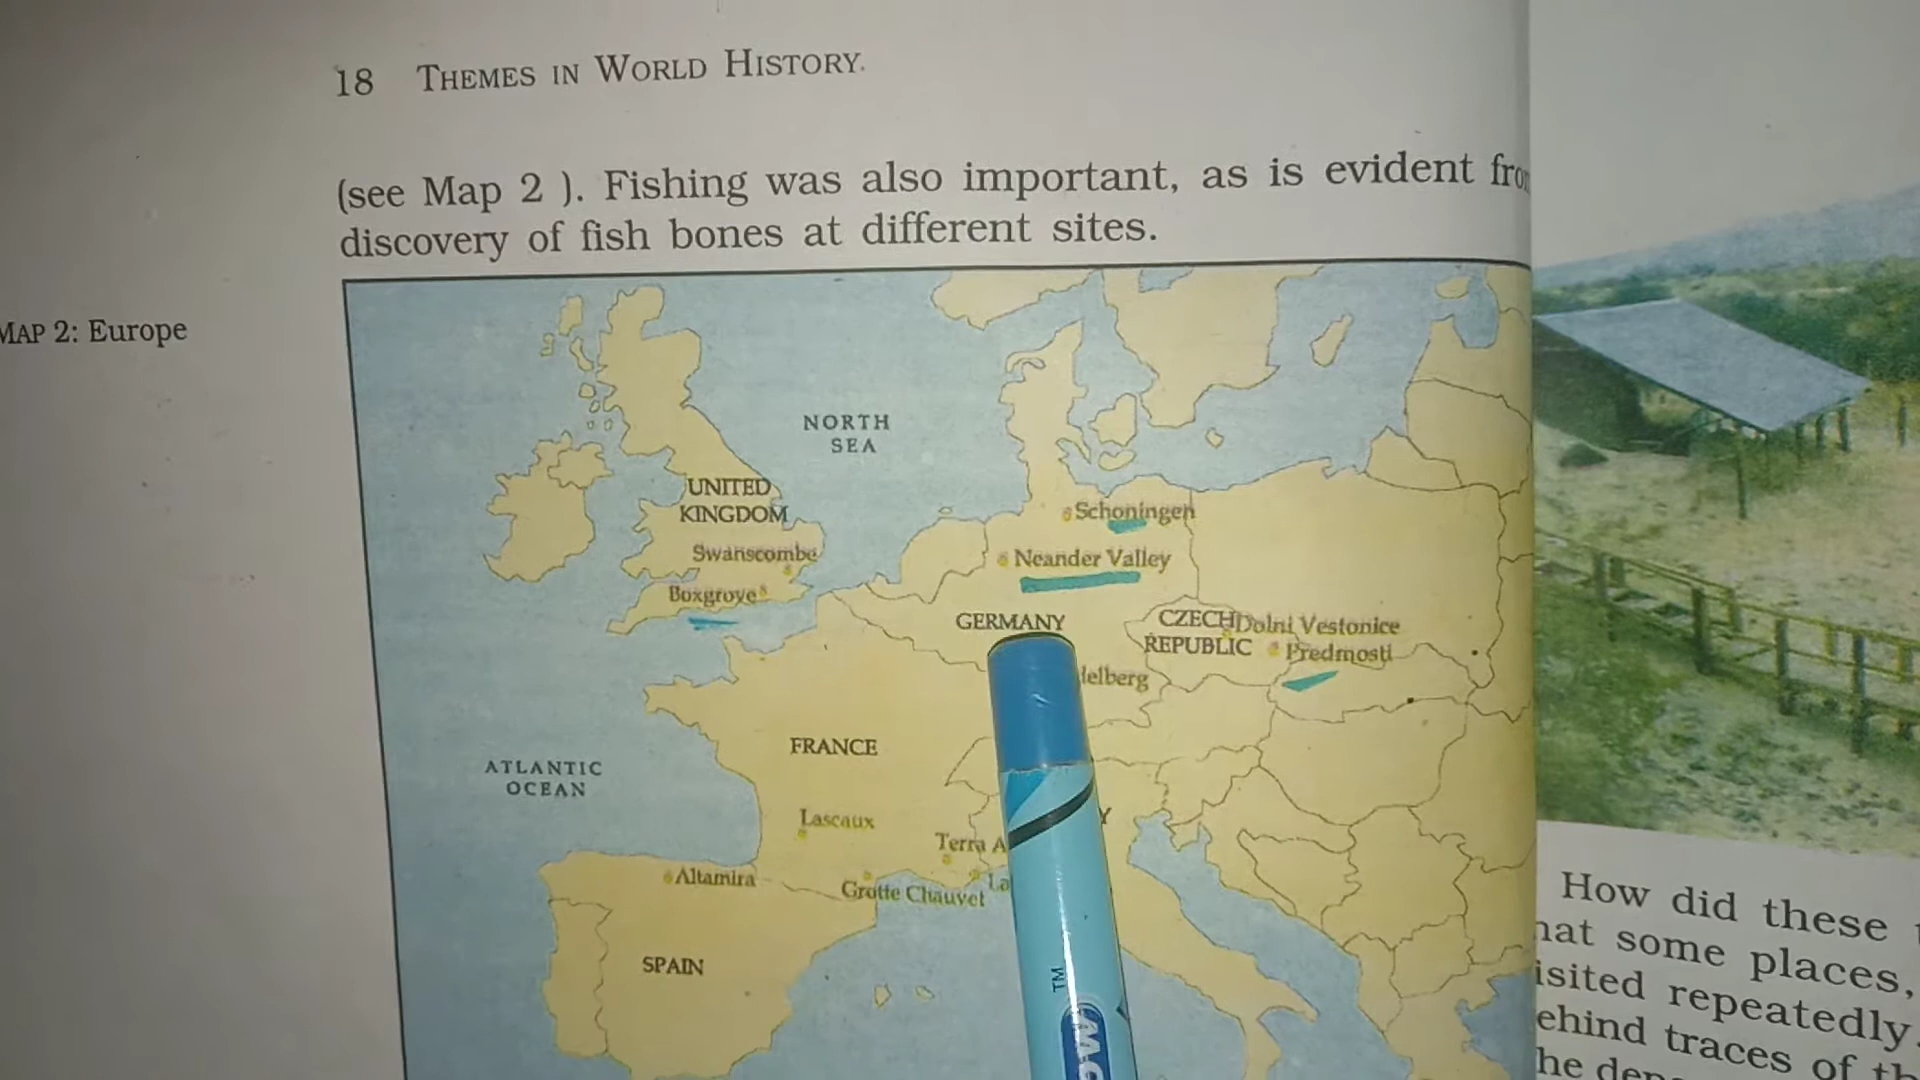 18 THEMES IN WORLD HISTORY.
(see Map 2 ). Fishing was also important, as is evident
discovery of fish bones at different sites.
MAP 2: Europe
NORTH
SEA
UNITED
KINGDOM
Swanscombe
Boxgrove
Schoningen
Neander Valley
GERMANY
CZECH
REPUBLIC
Dolni Vestonice
Predmosti
delberg
FRANCE
ATLANTIC
OCEAN
Lascaux
Terra A
Altamira
Grotte Chauvet
La
SPAIN
TM
How did these
hat some places,
isited repeatedly.
ehind traces of